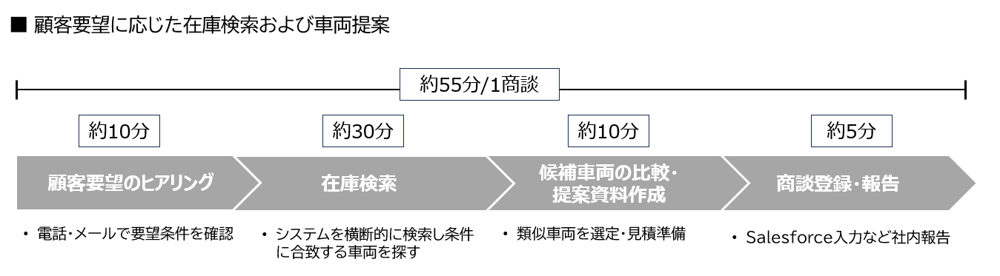 ■ 顧客要望に応じた在庫検索および車両提案
約55分/1商談
約10分
約30分
約10分
約5分
顧客要望のヒアリング
在庫検索
候補車両の比較・
提案資料作成
商談登録・報告
• 電話・メールで要望条件を確認
• システムを横断的に検索し条件
に合致する車両を探す
• 類似車両を選定・見積準備
• Salesforce入力など社内報告